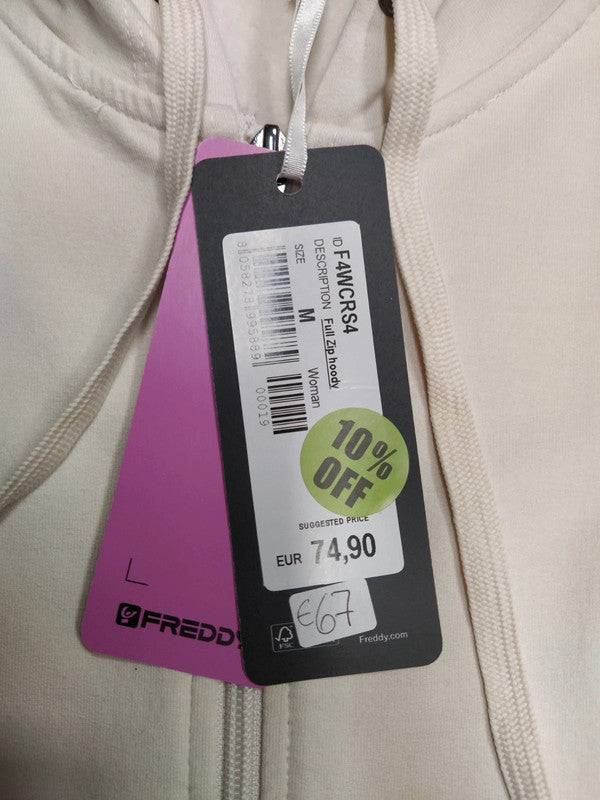 ID F4WCRS4
DESCRIPTION Full Zip hoody
SIZE M Woman
00019
10%
OFF
SUGGESTED PRICE
EUR 74,90
€67
FSC
Freddy.com
L
FREDDY